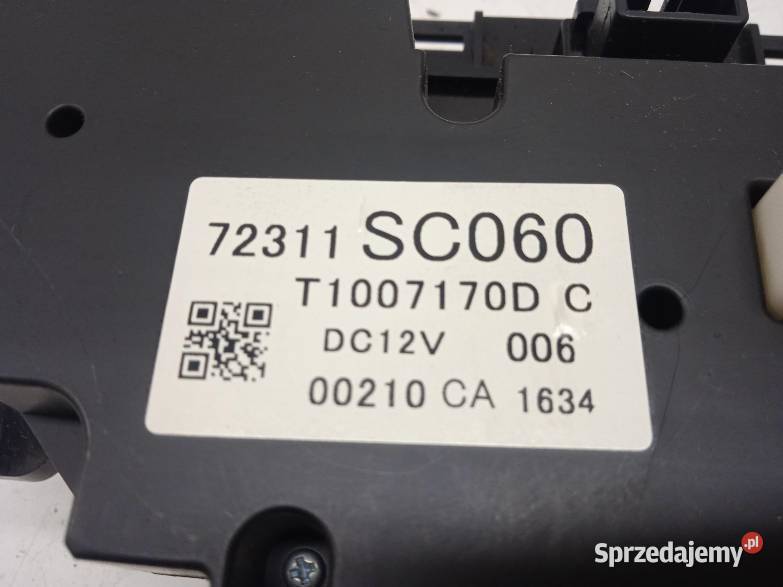 72311 SC060
T1007170D C
DC12V 006
00210 CA 1634
Sprzedajemy.pl